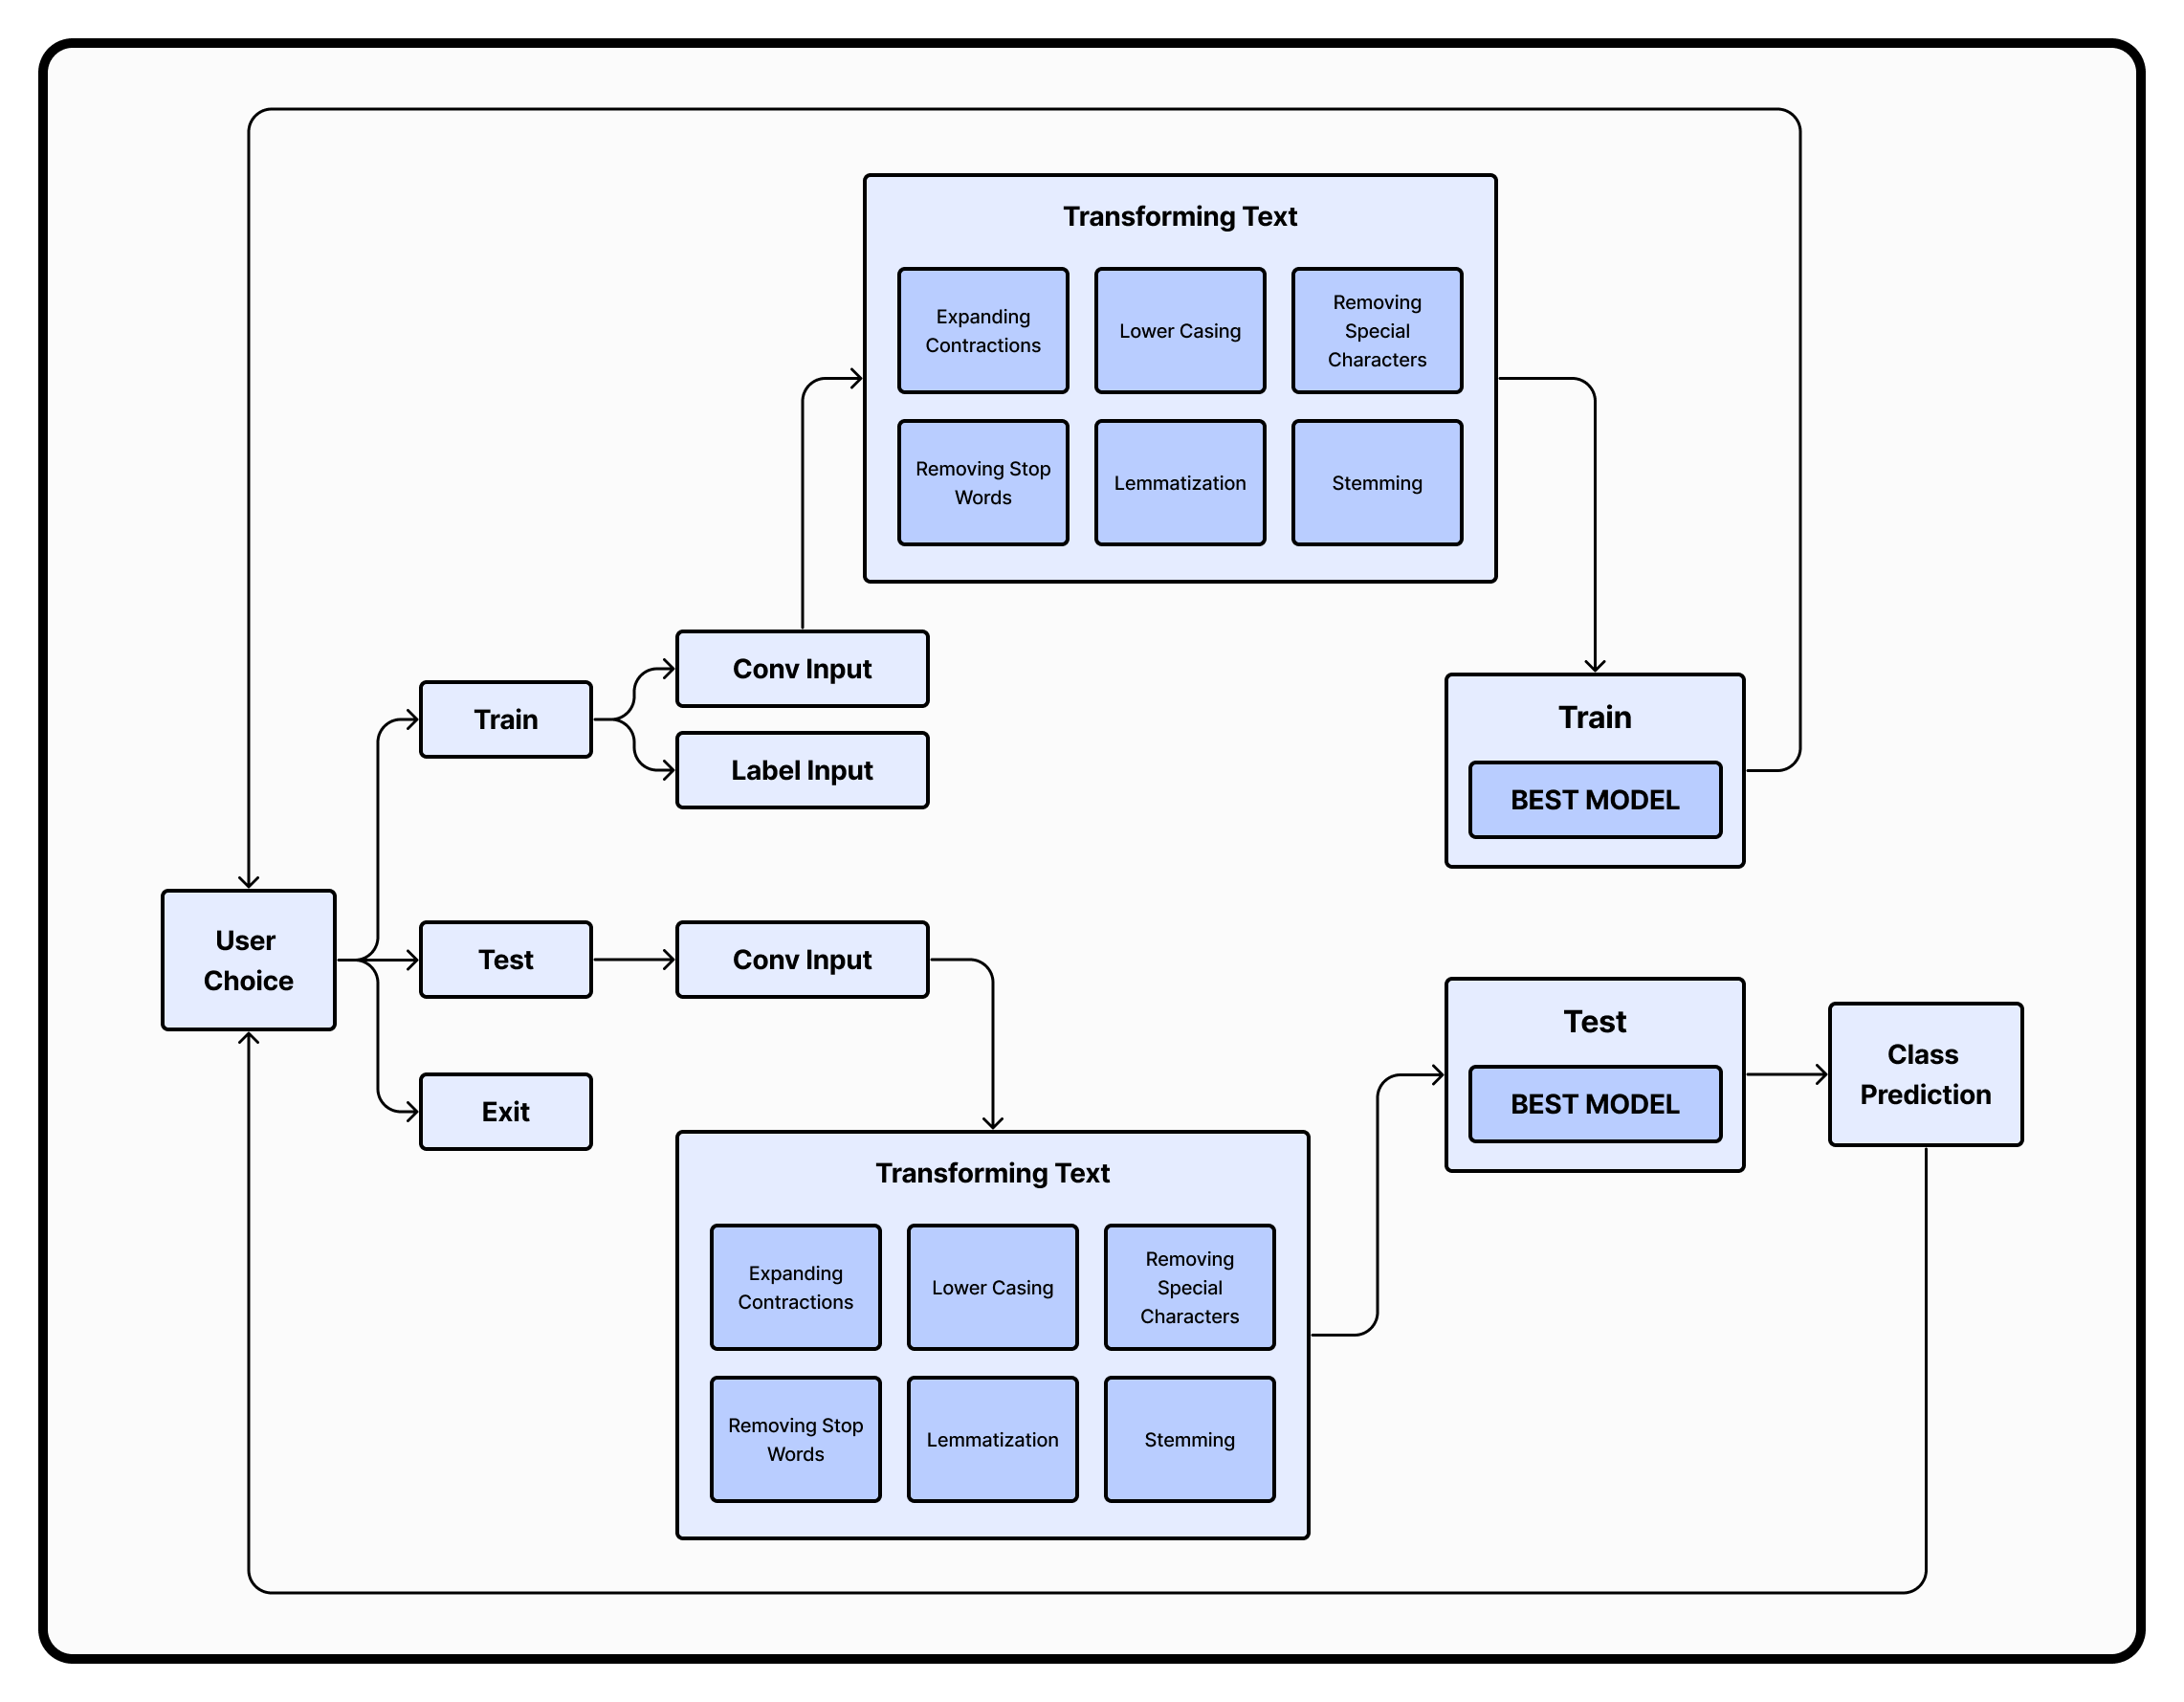 Transforming Text
Expanding
Contractions
Lower Casing
Removing
Special
Characters
Removing Stop
Words
Lemmatization
Stemming
Conv Input
Train
Label Input
Train
BEST MODEL
User
Choice
Test
Conv Input
Exit
Test
BEST MODEL
Class
Prediction
Transforming Text
Expanding
Contractions
Lower Casing
Removing
Special
Characters
Removing Stop
Words
Lemmatization
Stemming